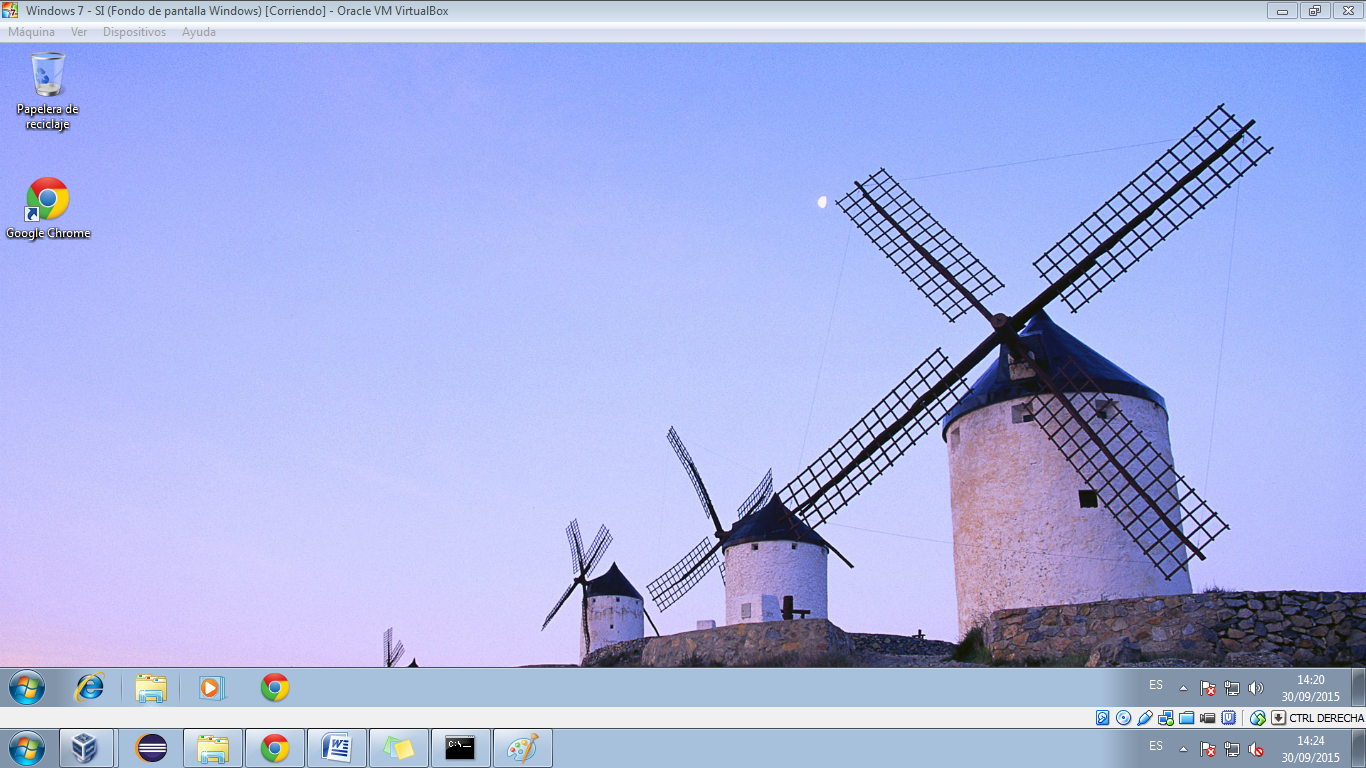 Windows 7 - SI (Fondo de pantalla Windows) [Corriendo] - Oracle VM VirtualBox
Máquina Ver Dispositivos Ayuda
Papelera de
reciclaje
Google Chrome
ES
14:20
30/09/2015
CTRL DERECHA
C:\_
ES
14:24
30/09/2015